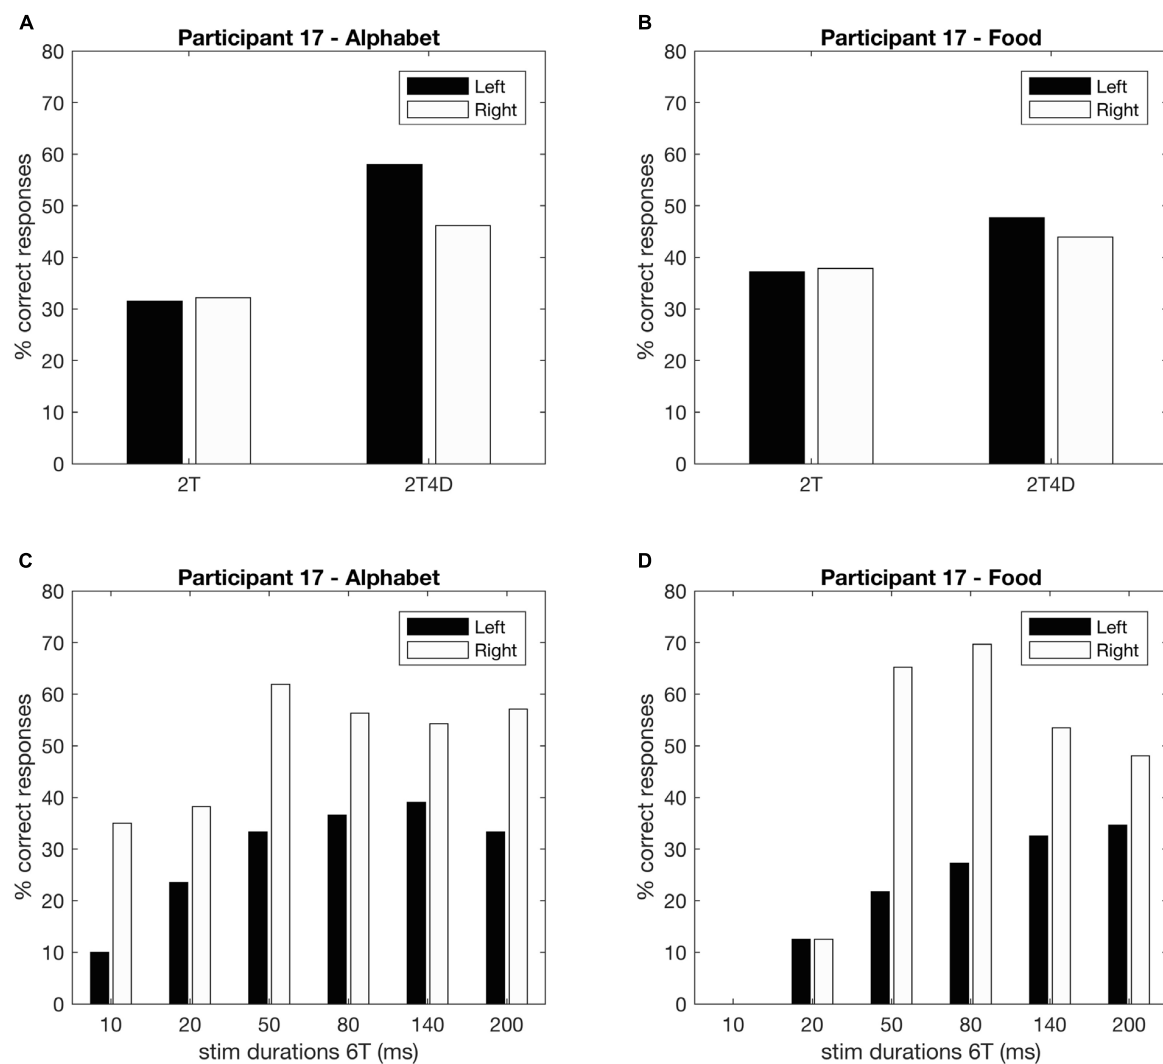 A
Participant 17 - Alphabet
80
70
60
50
40
30
20
10
0
% correct responses
Left
Right
2T 2T4D
B
Participant 17 - Food
80
70
60
50
40
30
20
10
0
% correct responses
Left
Right
2T 2T4D
C
Participant 17 - Alphabet
80
70
60
50
40
30
20
10
0
% correct responses
Left
Right
10 20 50 80 140 200
stim durations 6T (ms)
D
Participant 17 - Food
80
70
60
50
40
30
20
10
0
% correct responses
Left
Right
10 20 50 80 140 200
stim durations 6T (ms)